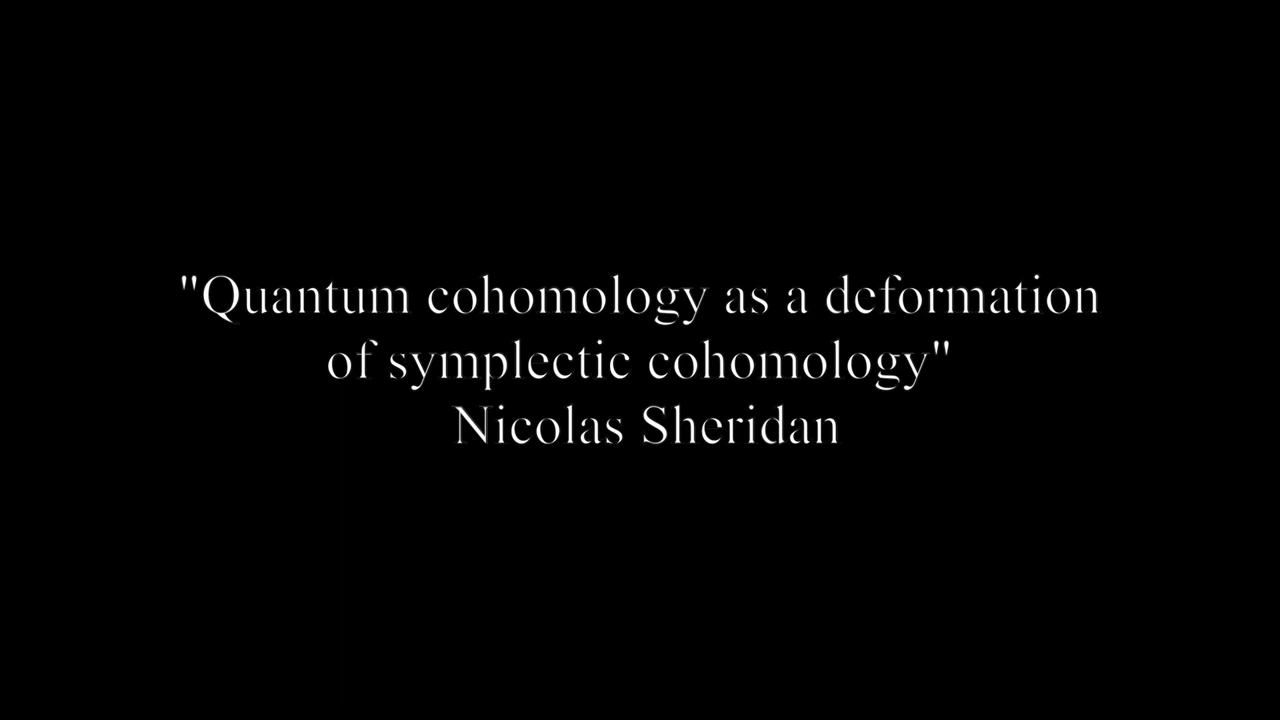 "Quantum cohomology as a deformation
of symplectic cohomology"
Nicolas Sheridan